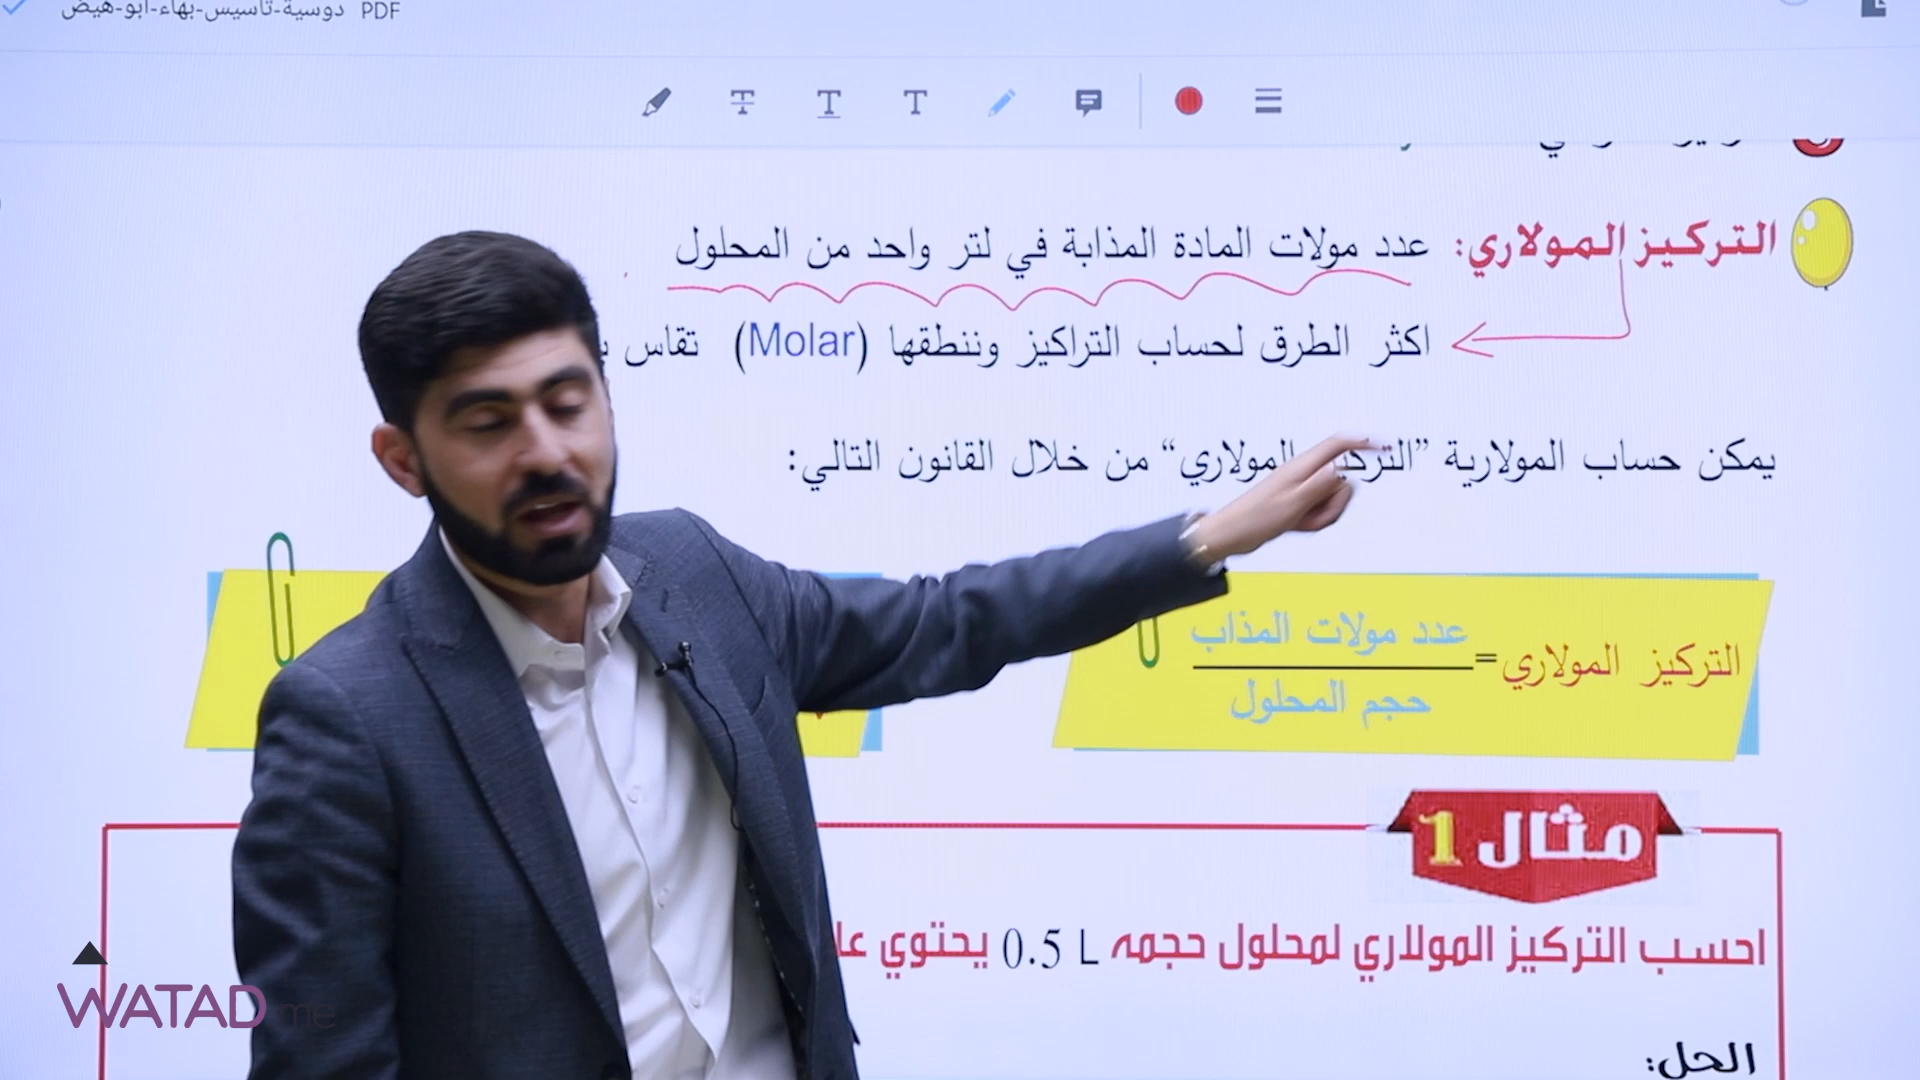 دوسية-تأسيس-بهاء-أبو-هيض PDF
التركيز المولاري: عدد مولات المادة المذابة في لتر واحد من المحلول
اكثر الطرق لحساب التراكيز وننطقها (Molar) تقاس
يمكن حساب المولارية "التركيز المولاري" من خلال القانون التالي:
عدد مولات المذاب
التركيز المولاري=
حجم المحلول
مثال 1
احسب التركيز المولاري لمحلول حجمه 0.5 L يحتوي
الحل:
WATAD me